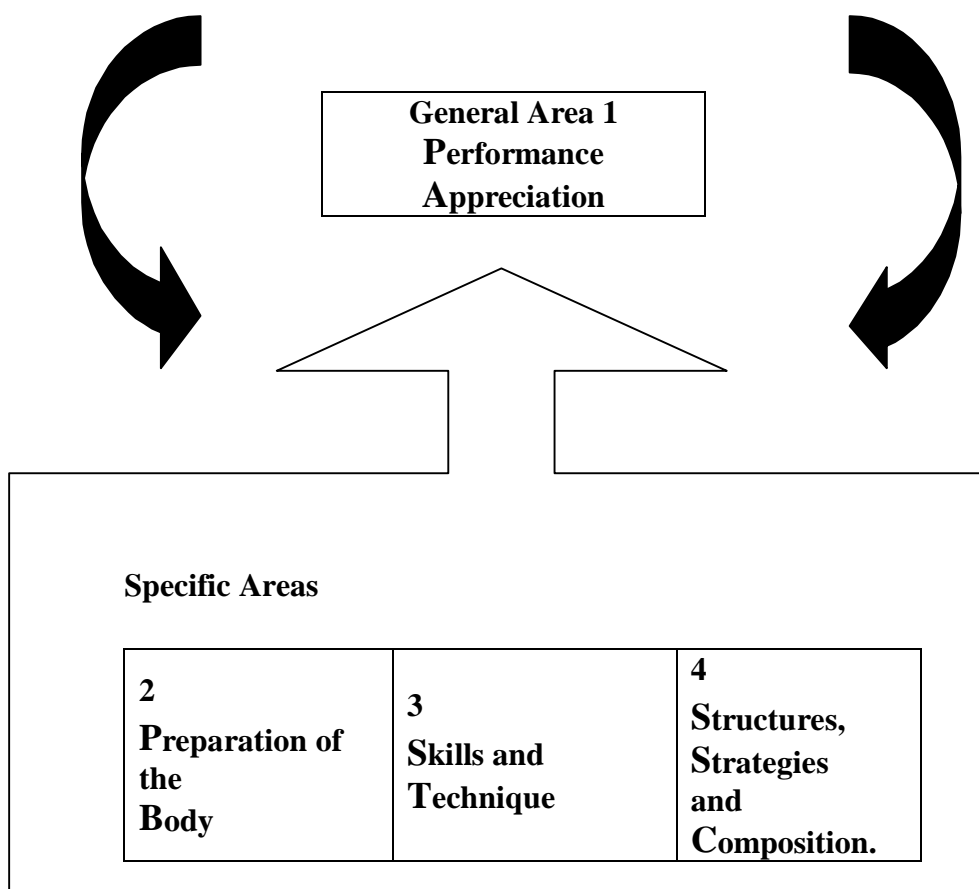 General Area 1
Performance
Appreciation
Specific Areas
2
Preparation of
the
Body
3
Skills and
Technique
4
Structures,
Strategies
and
Composition.